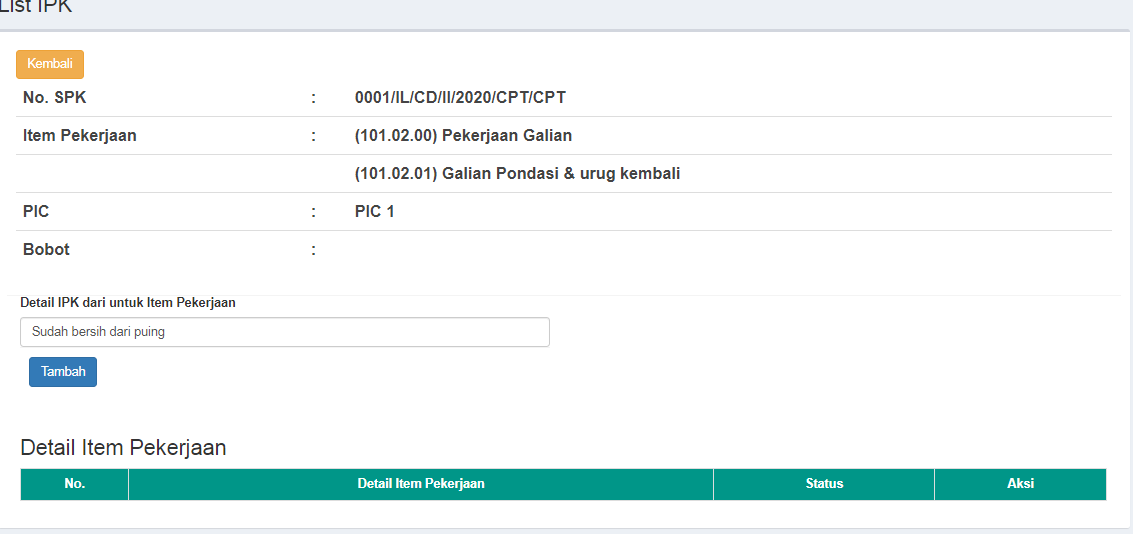 List IPK
Kembali
No. SPK : 0001/IL/CD/II/2020/CPT/CPT
Item Pekerjaan : (101.02.00) Pekerjaan Galian
(101.02.01) Galian Pondasi & urug kembali
PIC : PIC 1
Bobot :
Detail IPK dari untuk Item Pekerjaan
Sudah bersih dari puing
Tambah
Detail Item Pekerjaan
No. Detail Item Pekerjaan Status Aksi